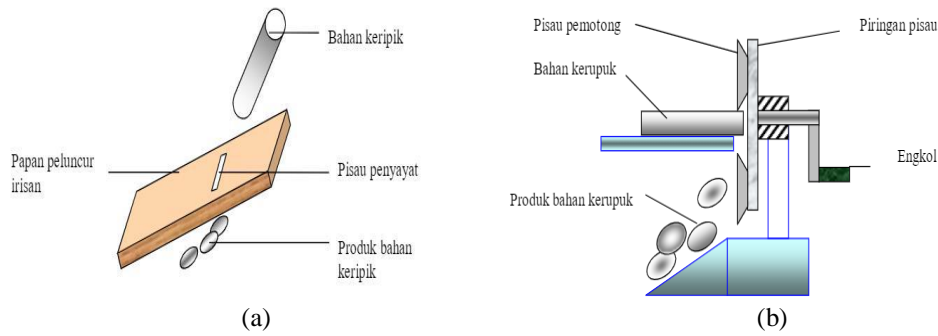 Bahan keripik
Papan peluncur
irisan
Pisau penyayat
Produk bahan
keripik
(a)
Pisau pemotong
Piringan pisau
Bahan kerupuk
Engkol
Produk bahan kerupuk
(b)